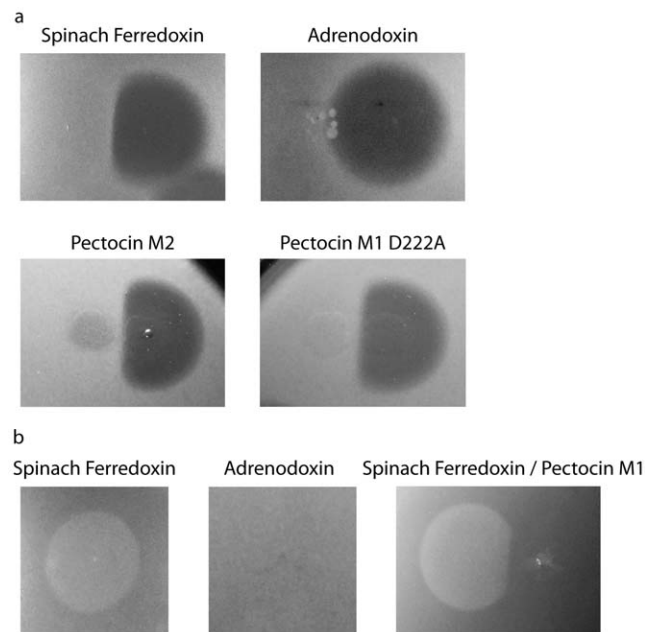 a
Spinach Ferredoxin Adrenodoxin
Pectocin M2 Pectocin M1 D222A
b
Spinach Ferredoxin Adrenodoxin Spinach Ferredoxin / Pectocin M1